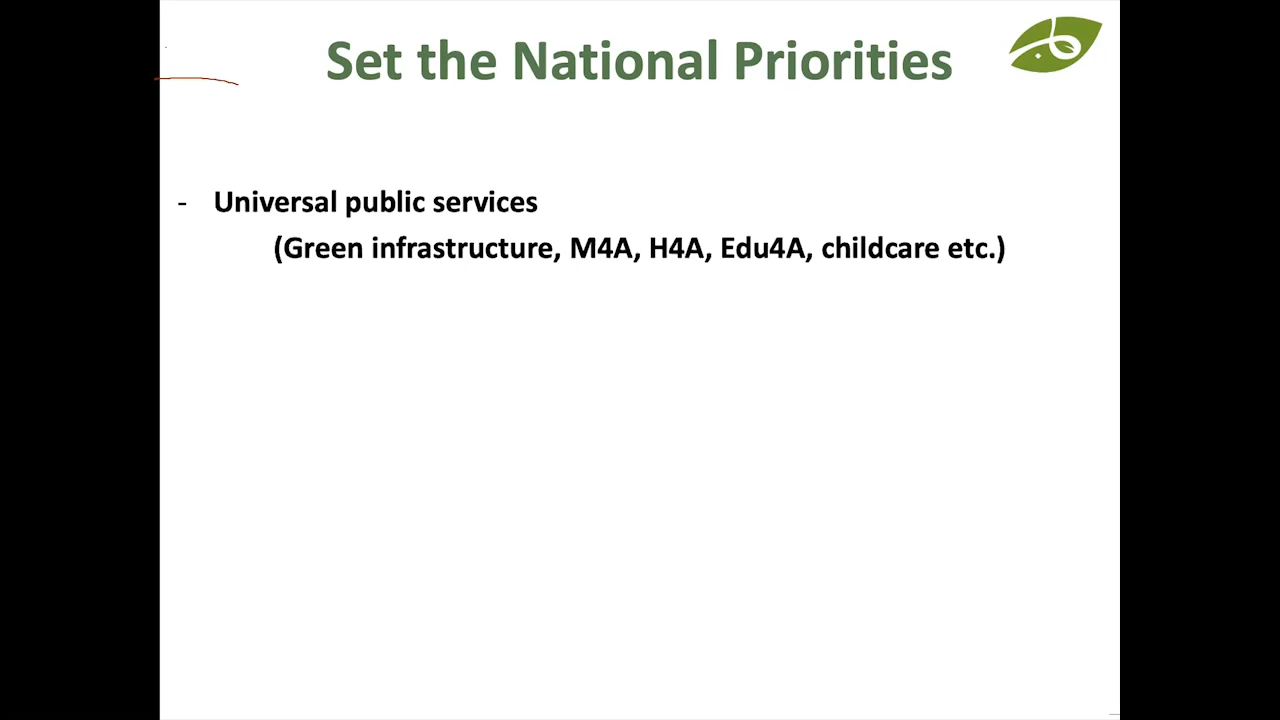 Set the National Priorities
- Universal public services
(Green infrastructure, M4A, H4A, Edu4A, childcare etc.)